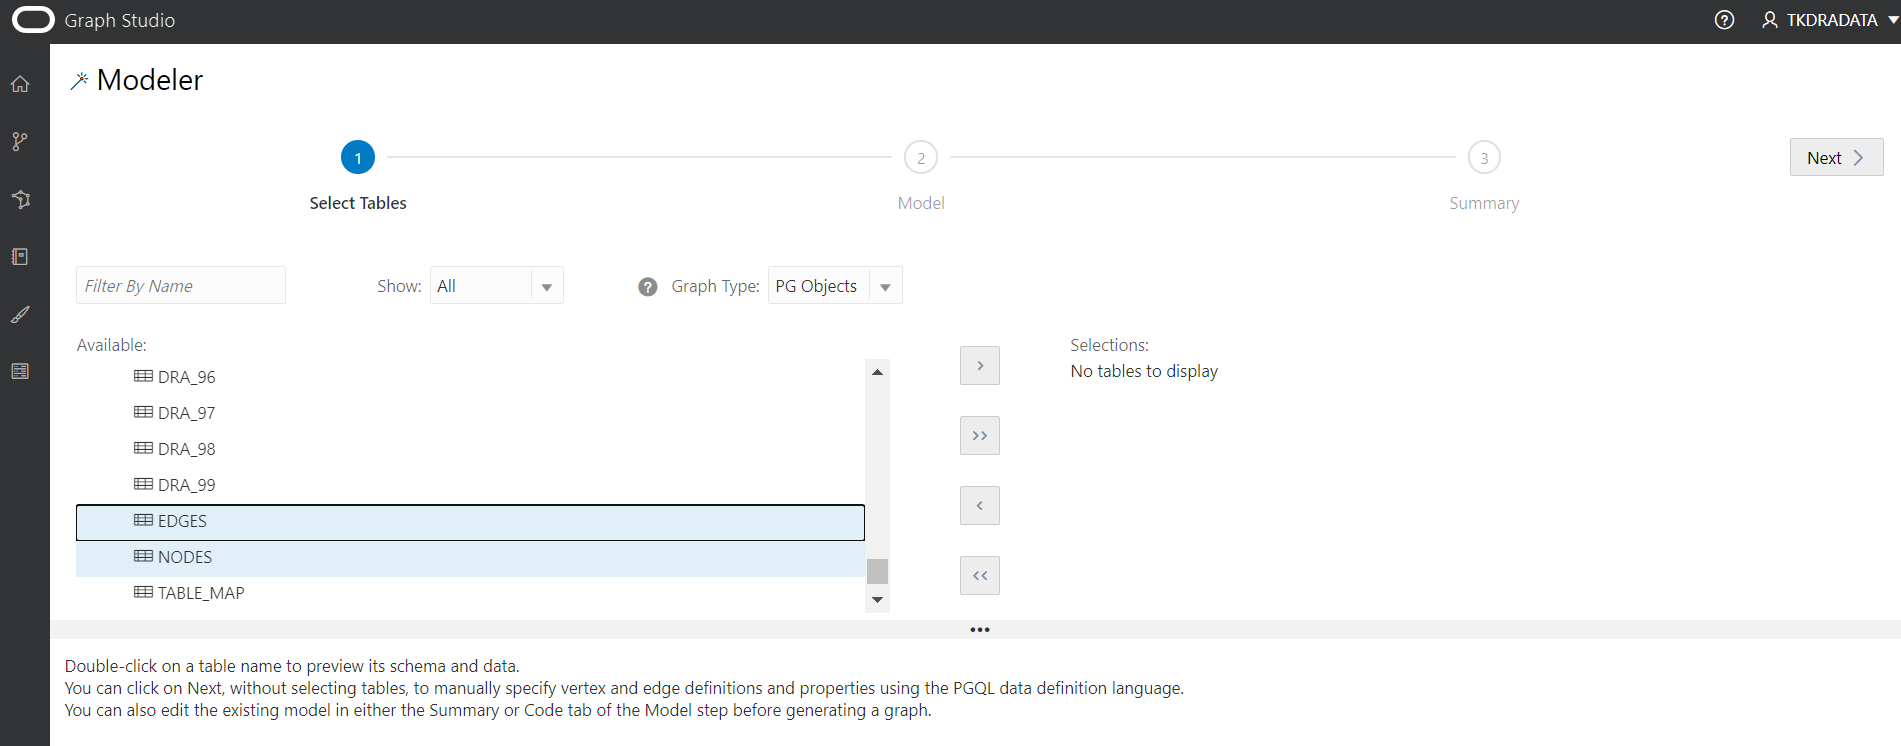 Graph Studio
? TKDRADATA
Modeler
1 2 3
Next
Select Tables Model Summary
Filter By Name Show: All ? Graph Type: PG Objects
Available: Selections:
No tables to display
DRA_96
DRA_97
DRA_98
DRA_99
EDGES
NODES
TABLE_MAP
>
>>
<
<<
•••
Double-click on a table name to preview its schema and data.
You can click on Next, without selecting tables, to manually specify vertex and edge definitions and properties using the PGQL data definition language.
You can also edit the existing model in either the Summary or Code tab of the Model step before generating a graph.